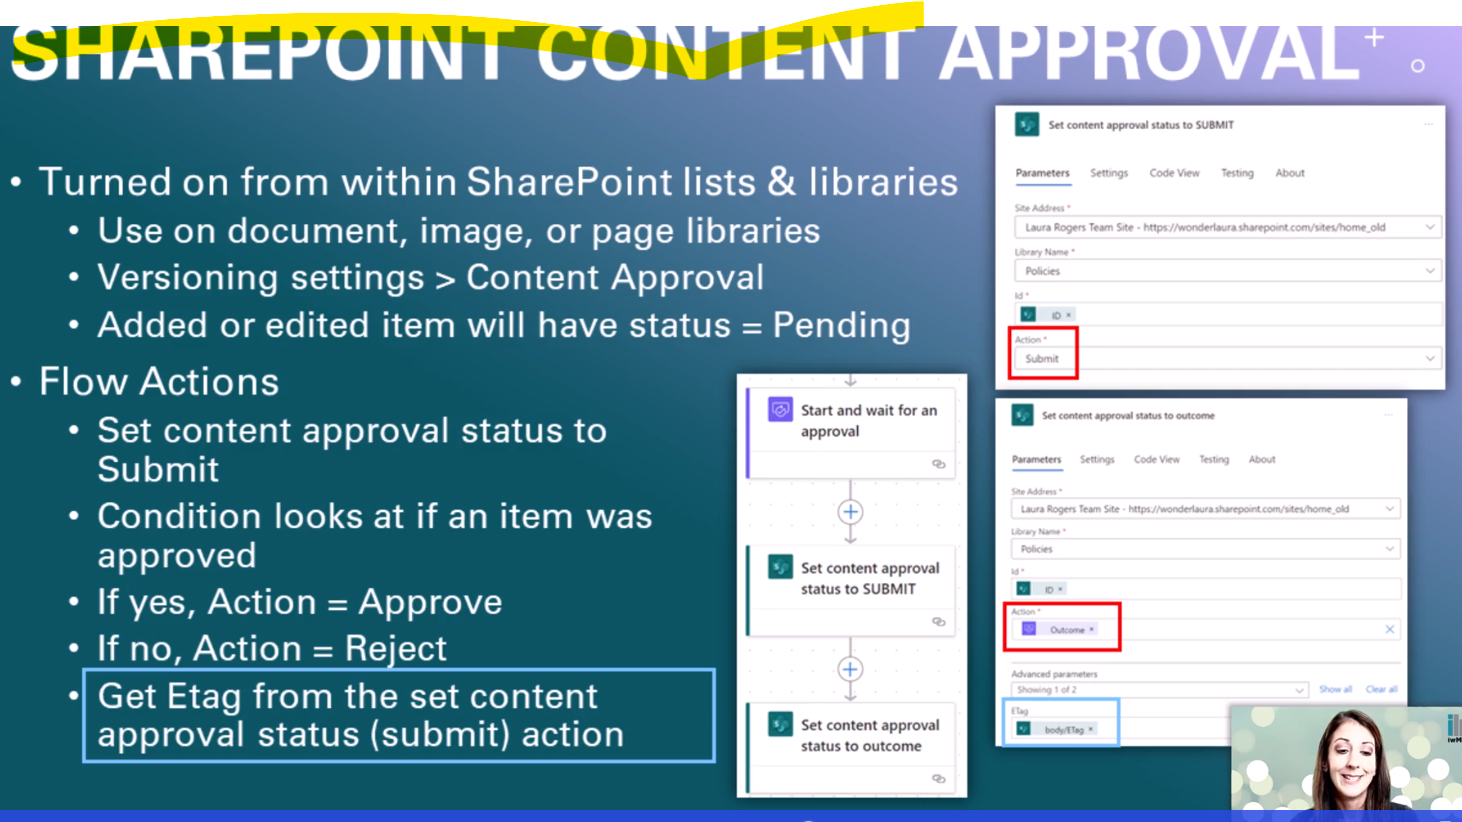 SHAREPOINT CONTENT APPROVAL
• Turned on from within SharePoint lists & libraries
• Use on document, image, or page libraries
• Versioning settings > Content Approval
• Added or edited item will have status = Pending
• Flow Actions
• Set content approval status to
Submit
• Condition looks at if an item was
approved
• If yes, Action = Approve
• If no, Action = Reject
• Get Etag from the set content
approval status (submit) action
Start and wait for an
approval
Set content approval
status to SUBMIT
Set content approval
status to outcome
Set content approval status to SUBMIT
Parameters Settings Code View Testing About
Site Address *
Laura Rogers Team Site - https://wonderlaura.sharepoint.com/sites/home_old
Library Name *
Policies
Id *
ID ×
Action *
Submit
Set content approval status to outcome
Parameters Settings Code View Testing About
Site Address *
Laura Rogers Team Site - https://wonderlaura.sharepoint.com/sites/home_old
Library Name *
Policies
Id *
ID ×
Action *
Outcome ×
Advanced parameters
Showing 1 of 2 Show all Clear all
ETag
body/ETag ×